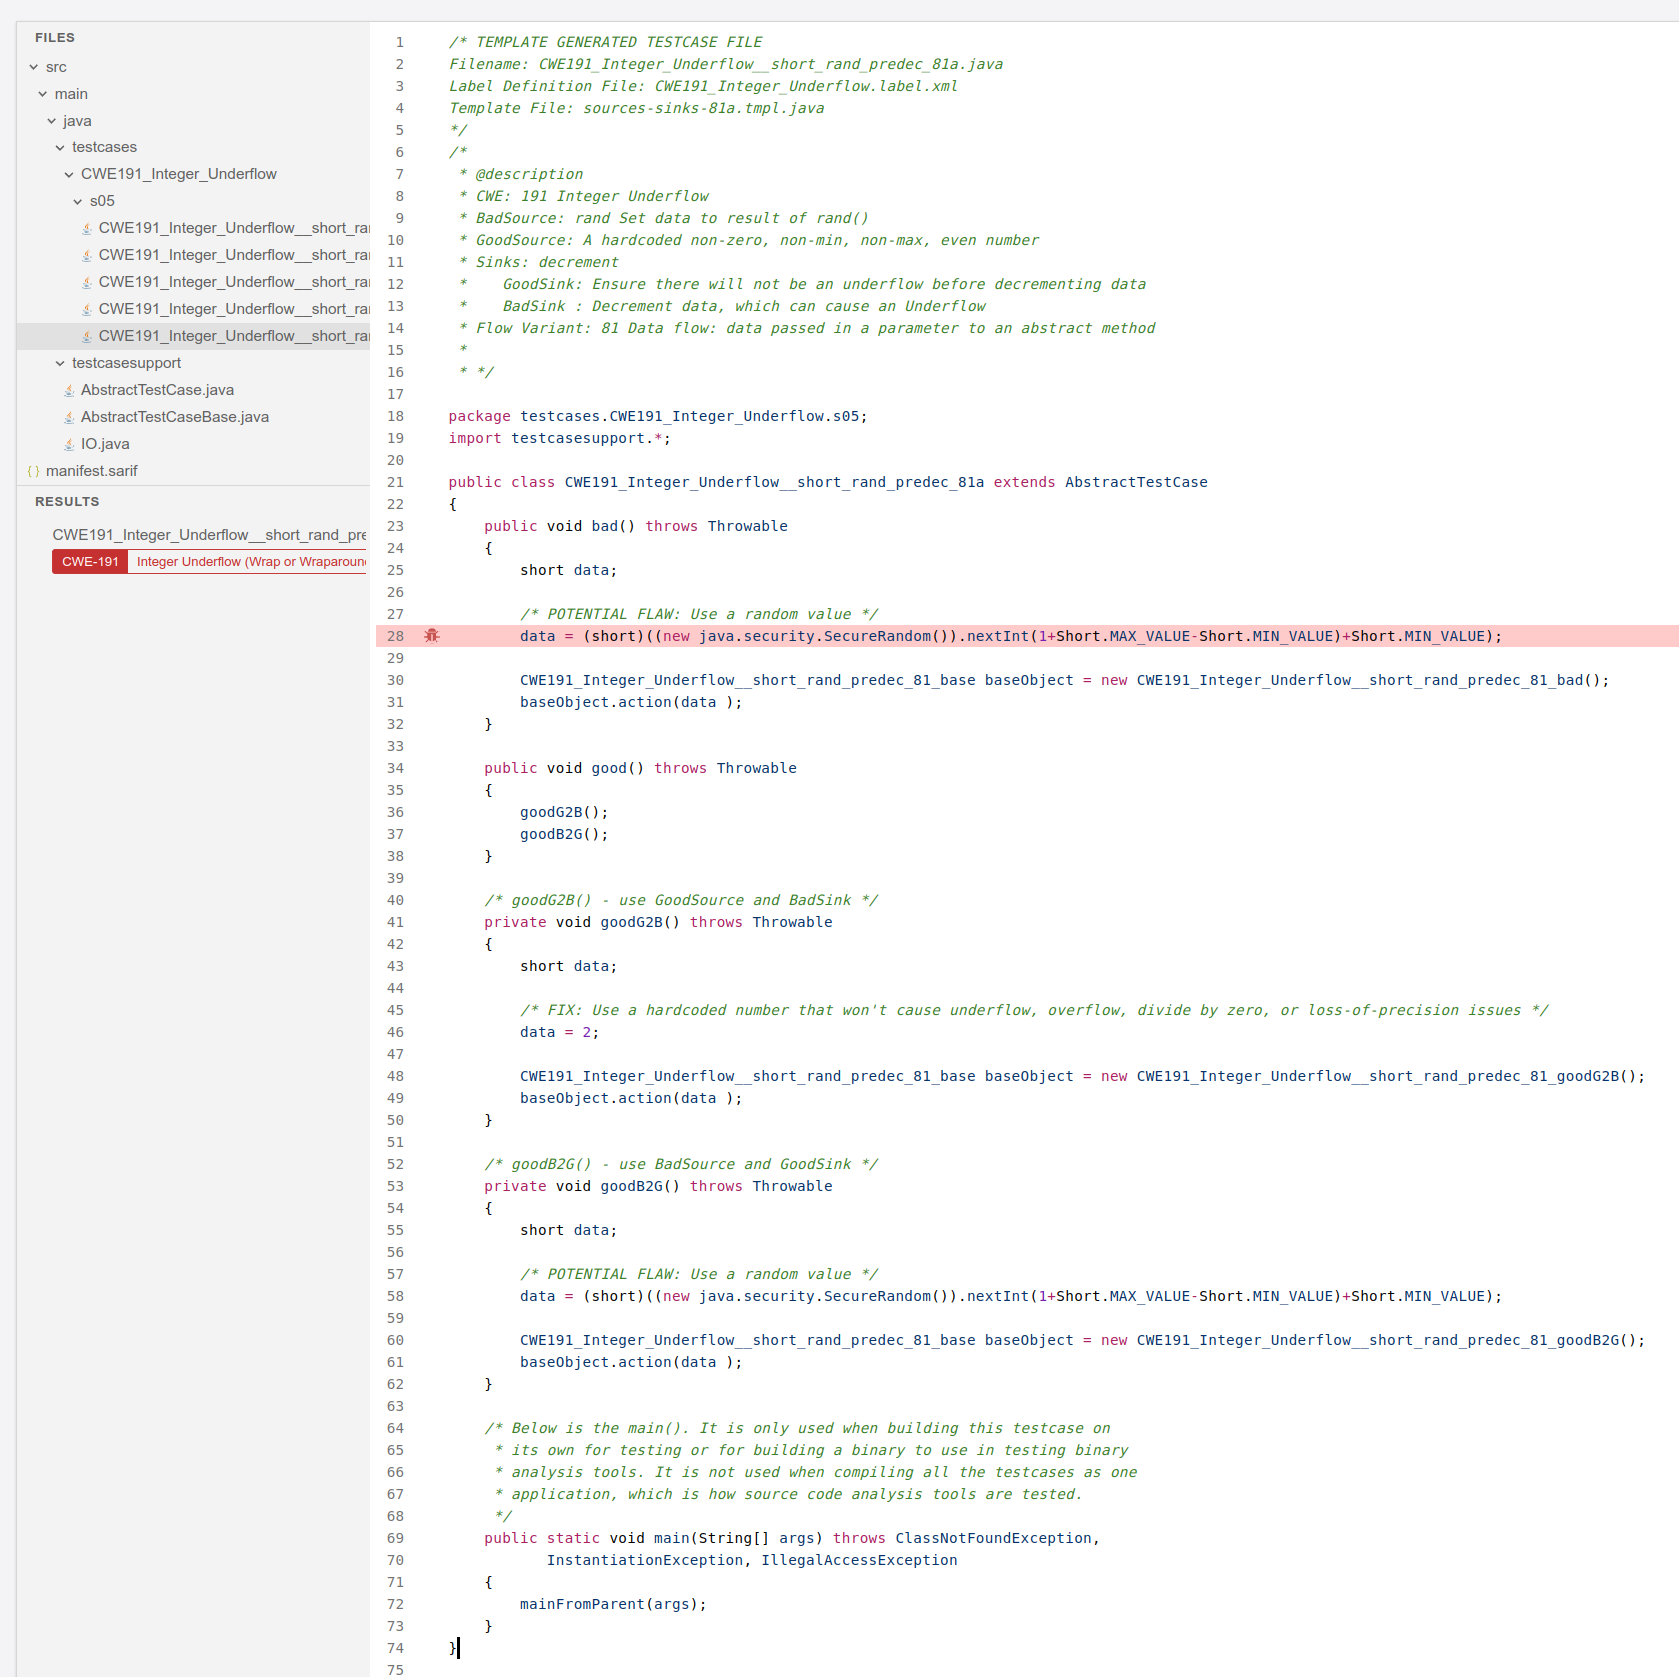 FILES
src
main
java
testcases
CWE191_Integer_Underflow
s05
CWE191_Integer_Underflow__short_ra
CWE191_Integer_Underflow__short_ra
CWE191_Integer_Underflow__short_ra
CWE191_Integer_Underflow__short_ra
CWE191_Integer_Underflow__short_ra
testcasesupport
AbstractTestCase.java
AbstractTestCaseBase.java
IO.java
{ } manifest.sarif
RESULTS
CWE191_Integer_Underflow__short_rand_pre
CWE-191 Integer Underflow (Wrap or Wraparoun
1 /* TEMPLATE GENERATED TESTCASE FILE
2 Filename: CWE191_Integer_Underflow__short_rand_predec_81a.java
3 Label Definition File: CWE191_Integer_Underflow.label.xml
4 Template File: sources-sinks-81a.tmpl.java
5 */
6 /*
7 * @description
8 * CWE: 191 Integer Underflow
9 * BadSource: rand Set data to result of rand()
10 * GoodSource: A hardcoded non-zero, non-min, non-max, even number
11 * Sinks: decrement
12 *    GoodSink: Ensure there will not be an underflow before decrementing data
13 *    BadSink : Decrement data, which can cause an Underflow
14 * Flow Variant: 81 Data flow: data passed in a parameter to an abstract method
15 *
16 * */
17
18 package testcases.CWE191_Integer_Underflow.s05;
19 import testcasesupport.*;
20
21 public class CWE191_Integer_Underflow__short_rand_predec_81a extends AbstractTestCase
22 {
23     public void bad() throws Throwable
24     {
25         short data;
26
27         /* POTENTIAL FLAW: Use a random value */
28         data = (short)((new java.security.SecureRandom()).nextInt(1+Short.MAX_VALUE-Short.MIN_VALUE)+Short.MIN_VALUE);
29
30         CWE191_Integer_Underflow__short_rand_predec_81_base baseObject = new CWE191_Integer_Underflow__short_rand_predec_81_bad();
31         baseObject.action(data );
32     }
33
34     public void good() throws Throwable
35     {
36         goodG2B();
37         goodB2G();
38     }
39
40     /* goodG2B() - use GoodSource and BadSink */
41     private void goodG2B() throws Throwable
42     {
43         short data;
44
45         /* FIX: Use a hardcoded number that won't cause underflow, overflow, divide by zero, or loss-of-precision issues */
46         data = 2;
47
48         CWE191_Integer_Underflow__short_rand_predec_81_base baseObject = new CWE191_Integer_Underflow__short_rand_predec_81_goodG2B();
49         baseObject.action(data );
50     }
51
52     /* goodB2G() - use BadSource and GoodSink */
53     private void goodB2G() throws Throwable
54     {
55         short data;
56
57         /* POTENTIAL FLAW: Use a random value */
58         data = (short)((new java.security.SecureRandom()).nextInt(1+Short.MAX_VALUE-Short.MIN_VALUE)+Short.MIN_VALUE);
59
60         CWE191_Integer_Underflow__short_rand_predec_81_base baseObject = new CWE191_Integer_Underflow__short_rand_predec_81_goodB2G();
61         baseObject.action(data );
62     }
63
64     /* Below is the main(). It is only used when building this testcase on
65      * its own for testing or for building a binary to use in testing binary
66      * analysis tools. It is not used when compiling all the testcases as one
67      * application, which is how source code analysis tools are tested.
68      */
69     public static void main(String[] args) throws ClassNotFoundException,
70            InstantiationException, IllegalAccessException
71     {
72         mainFromParent(args);
73     }
74 }
75